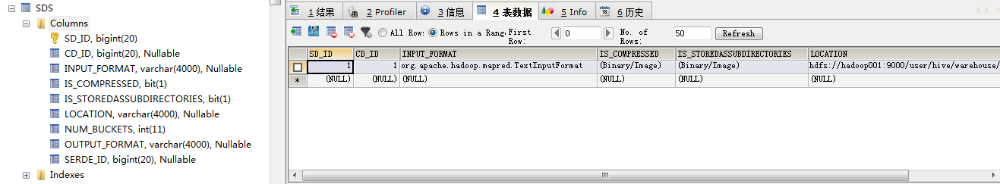 SDS
Columns
SD_ID, bigint(20)
CD_ID, bigint(20), Nullable
INPUT_FORMAT, varchar(4000), Nullable
IS_COMPRESSED, bit(1)
IS_STOREDASSUBDIRECTORIES, bit(1)
LOCATION, varchar(4000), Nullable
NUM_BUCKETS, int(11)
OUTPUT_FORMAT, varchar(4000), Nullable
SERDE_ID, bigint(20), Nullable
Indexes
1 结果 2 Profiler 3 信息 4 表数据 5 Info 6 历史
All Row: Rows in a Rang First Row: 0 No. of Rows: 50 Refresh
SD_ID CD_ID INPUT_FORMAT IS_COMPRESSED IS_STOREDASSUBDIRECTORIES LOCATION
1 1 org.apache.hadoop.mapred.TextInputFormat (Binary/Image) (Binary/Image) hdfs://hadoop001:9000/user/hive/warehouse/
* (NULL) (NULL) (NULL) (NULL) (NULL) (NULL)